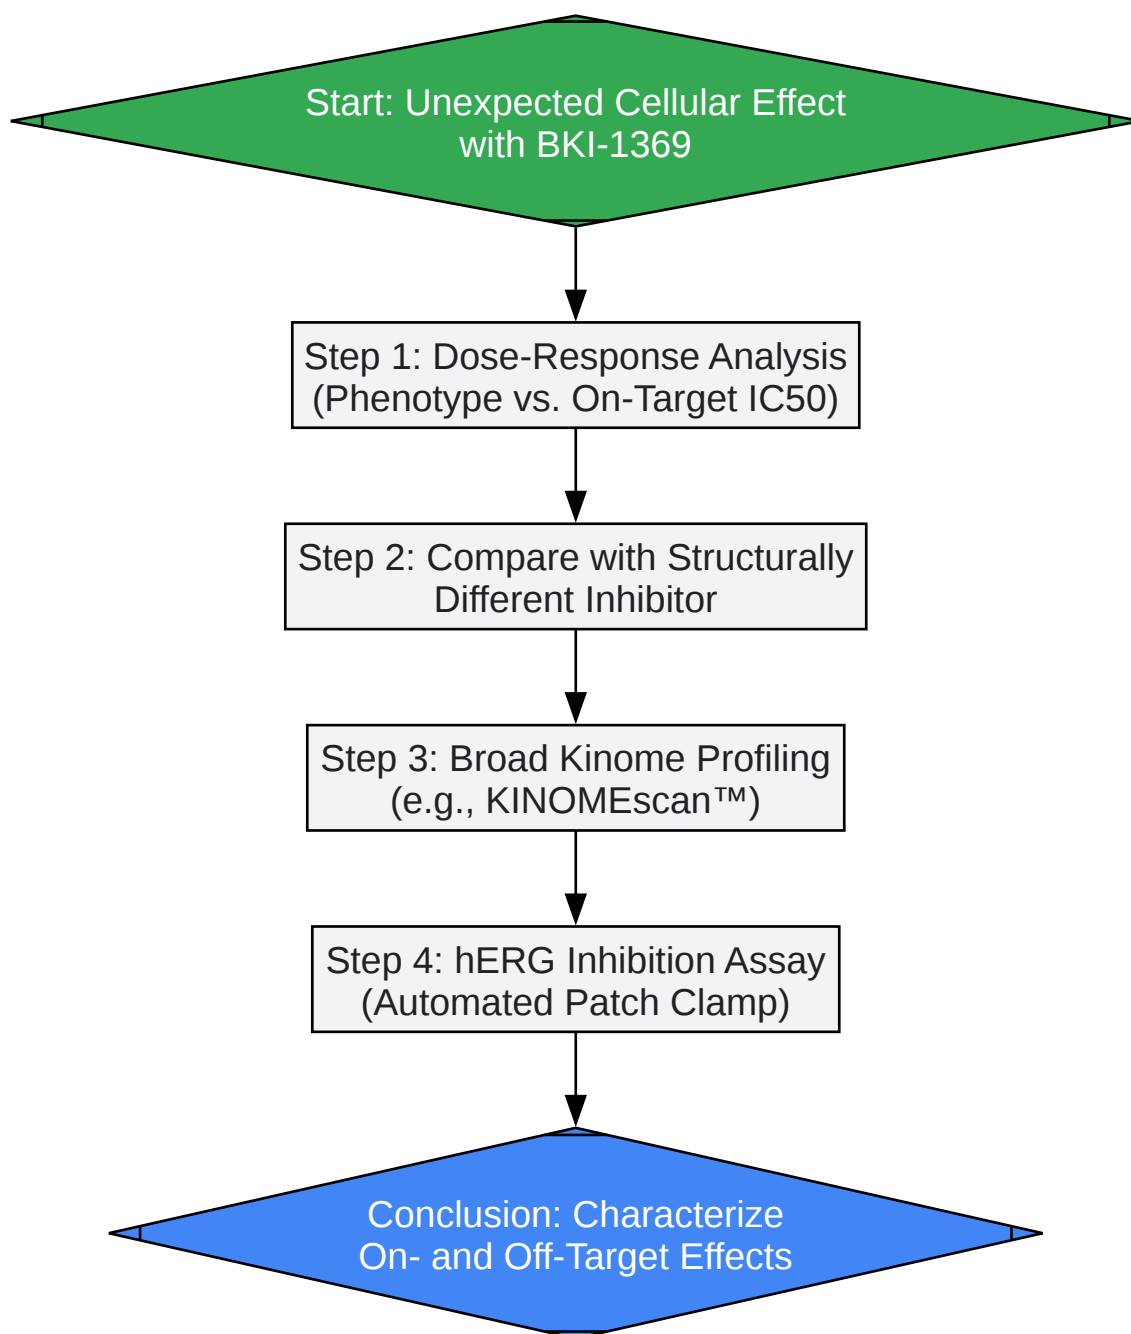 Start: Unexpected Cellular Effect
with BKI-1369
Step 1: Dose-Response Analysis
(Phenotype vs. On-Target IC50)
Step 2: Compare with Structurally
Different Inhibitor
Step 3: Broad Kinome Profiling
(e.g., KINOMEscan™)
Step 4: hERG Inhibition Assay
(Automated Patch Clamp)
Conclusion: Characterize
On- and Off-Target Effects